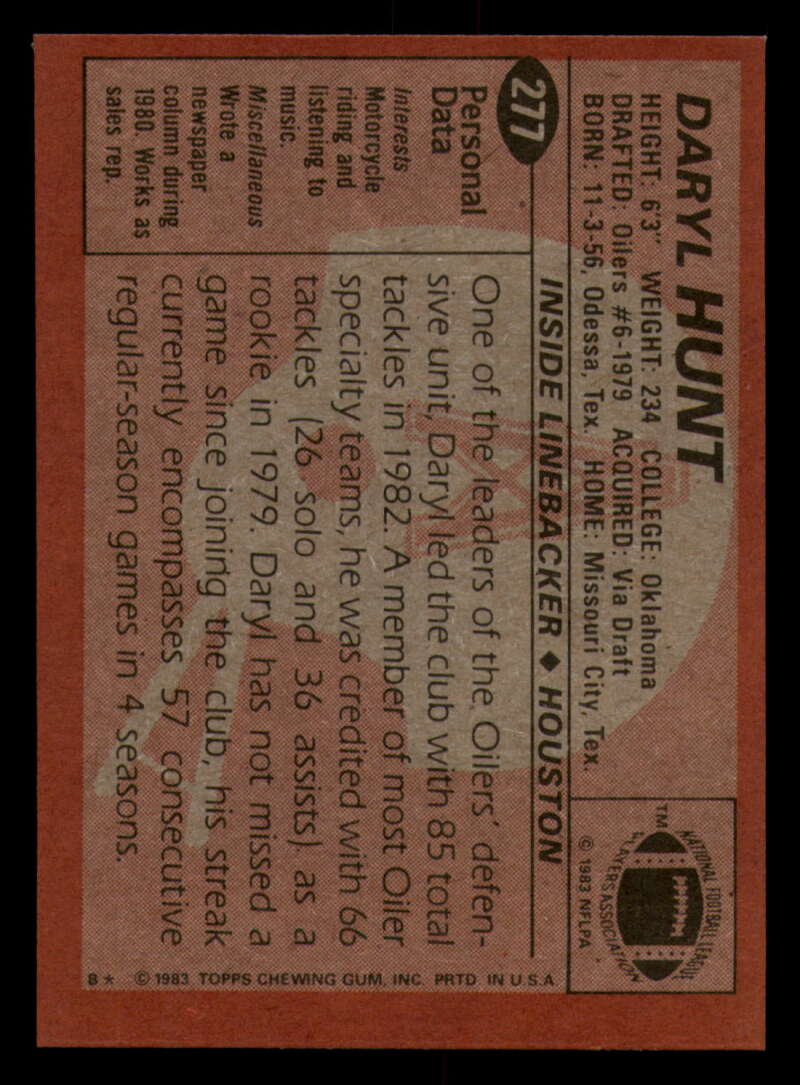 DARYL HUNT
HEIGHT: 6'3" WEIGHT: 234 COLLEGE: Oklahoma
DRAFTED: Oilers #6-1979 ACQUIRED: Via Draft
BORN: 11-3-56, Odessa, Tex. HOME: Missouri City, Tex.
NATIONAL FOOTBALL LEAGUE
PLAYERS ASSOCIATION
TM
© 1983 NFLPA
277
INSIDE LINEBACKER ♦ HOUSTON
Personal
Data
Interests
Motorcycle
riding and
listening to
music.
Miscellaneous
Wrote a
newspaper
column during
1980. Works as
sales rep.
One of the leaders of the Oilers' defen-
sive unit, Daryl led the club with 85 total
tackles in 1982. A member of most Oiler
specialty teams, he was credited with 66
tackles (26 solo and 36 assists) as a
rookie in 1979. Daryl has not missed a
game since joining the club, his streak
currently encompasses 57 consecutive
regular-season games in 4 seasons.
B* © 1983 TOPPS CHEWING GUM, INC. PRTD. IN U.S.A.